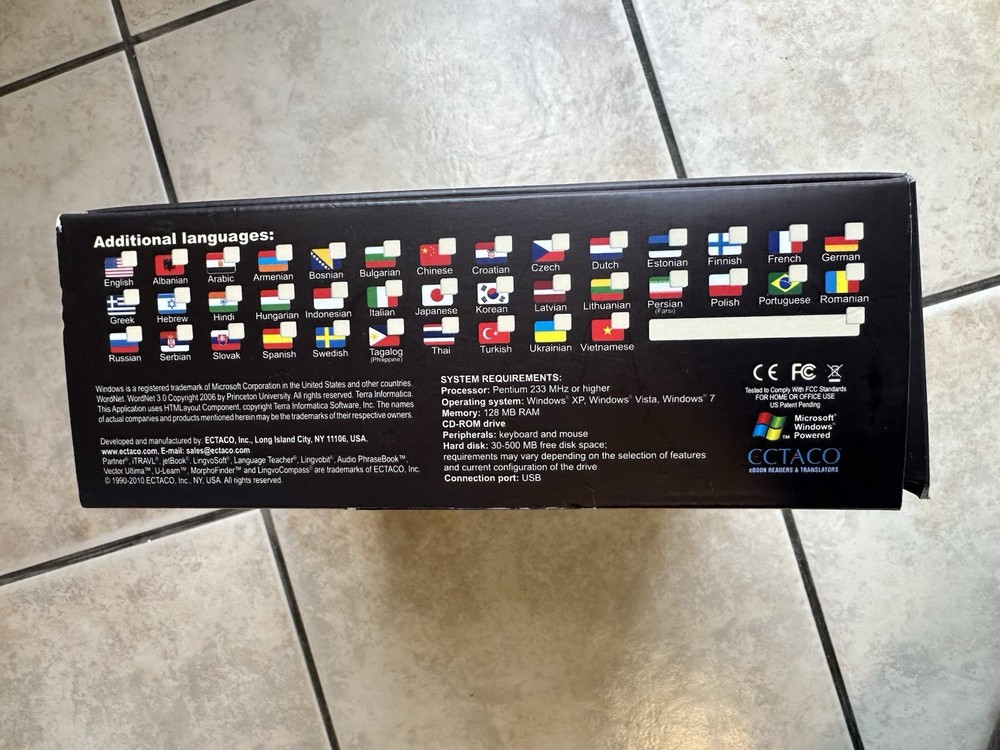 Additional languages:
English Albanian Arabic Armenian Bosnian Bulgarian Chinese Croatian Czech Dutch Estonian Finnish French German
Greek Hebrew Hindi Hungarian Indonesian Italian Japanese Korean Latvian Lithuanian Persian (Farsi) Polish Portuguese Romanian
Russian Serbian Slovak Spanish Swedish Tagalog (Philippine) Thai Turkish Ukrainian Vietnamese
Windows is a registered trademark of Microsoft Corporation in the United States and other countries.
WordNet. WordNet 3.0 Copyright 2006 by Princeton University. All rights reserved. Terra Informatica.
This Application uses HTMLayout Component, copyright Terra Informatica Software, Inc. The names
of actual companies and products mentioned herein may be the trademarks of their respective owners.
Developed and manufactured by ECTACO, Inc., Long Island City, NY 11106, USA.
www.ectaco.com, E-mail: sales@ectaco.com
Partner®, iTRAVL®, jetBook®, LingvoSoft®, Language Teacher®, Lingvobit®, Audio PhraseBook™,
Vector Ultima™, U-Learn™, MorphoFinder™ and LingvoCompass® are trademarks of ECTACO, Inc.
© 1990-2010 ECTACO, Inc., NY, USA. All rights reserved.
SYSTEM REQUIREMENTS:
Processor: Pentium 233 MHz or higher
Operating system: Windows® XP, Windows® Vista, Windows® 7
Memory: 128 MB RAM
CD-ROM drive
Peripherals: keyboard and mouse
Hard disk: 30-500 MB free disk space;
requirements may vary depending on the selection of features
and current configuration of the drive
Connection port: USB
CE FC
Tested to Comply With FCC Standards
FOR HOME OR OFFICE USE
US Patent Pending
Microsoft®
Windows®
Powered
TM
ECTACO®
eBOOK READERS & TRANSLATORS